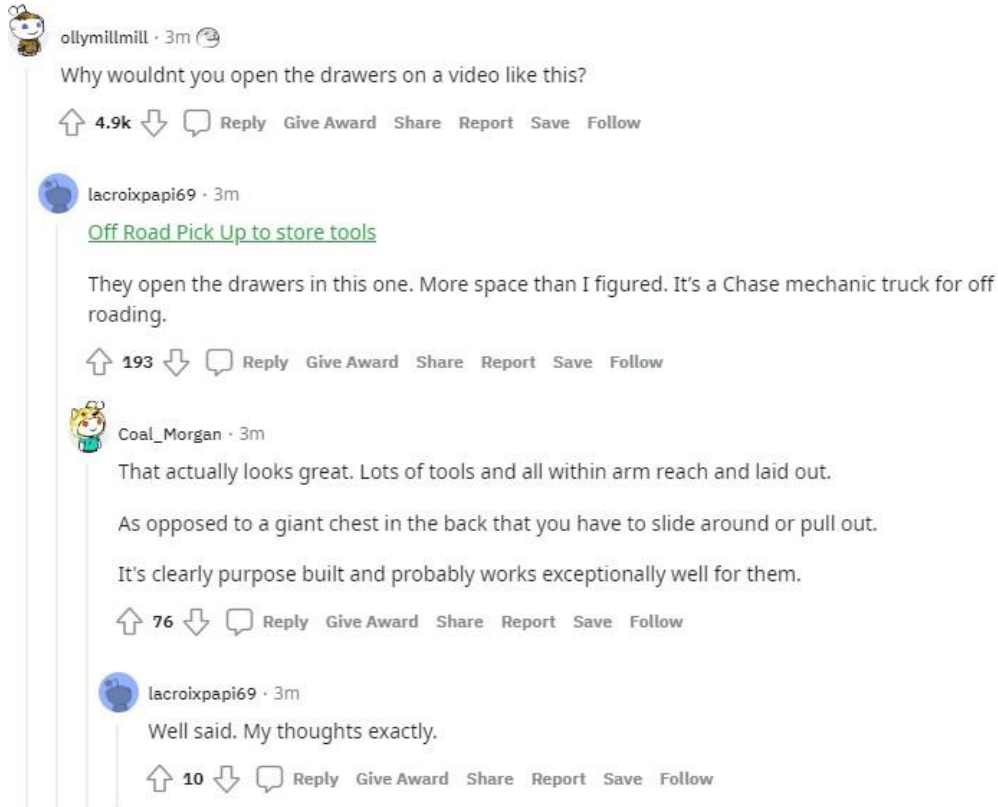 ollymillmill · 3m
Why wouldnt you open the drawers on a video like this?
4.9k Reply Give Award Share Report Save Follow
lacroixpapi69 · 3m
Off Road Pick Up to store tools
They open the drawers in this one. More space than I figured. It's a Chase mechanic truck for off
roading.
193 Reply Give Award Share Report Save Follow
Coal_Morgan · 3m
That actually looks great. Lots of tools and all within arm reach and laid out.
As opposed to a giant chest in the back that you have to slide around or pull out.
It's clearly purpose built and probably works exceptionally well for them.
76 Reply Give Award Share Report Save Follow
lacroixpapi69 · 3m
Well said. My thoughts exactly.
10 Reply Give Award Share Report Save Follow